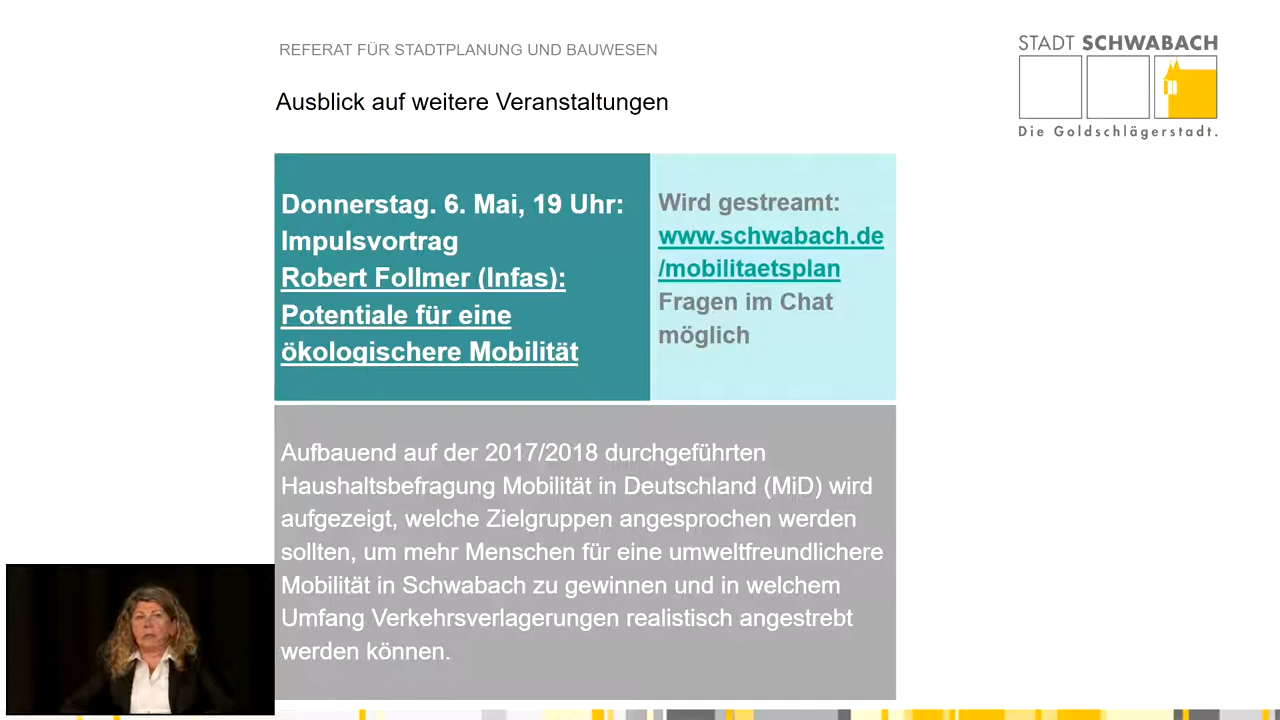 REFERAT FÜR STADTPLANUNG UND BAUWESEN
STADT SCHWABACH
Die Goldschlägerstadt.
Ausblick auf weitere Veranstaltungen
Donnerstag. 6. Mai, 19 Uhr:
Impulsvortrag
Robert Follmer (Infas):
Potentiale für eine
ökologischere Mobilität
Wird gestreamt:
www.schwabach.de
/mobilitaetsplan
Fragen im Chat
möglich
Aufbauend auf der 2017/2018 durchgeführten
Haushaltsbefragung Mobilität in Deutschland (MiD) wird
aufgezeigt, welche Zielgruppen angesprochen werden
sollten, um mehr Menschen für eine umweltfreundlichere
Mobilität in Schwabach zu gewinnen und in welchem
Umfang Verkehrsverlagerungen realistisch angestrebt
werden können.